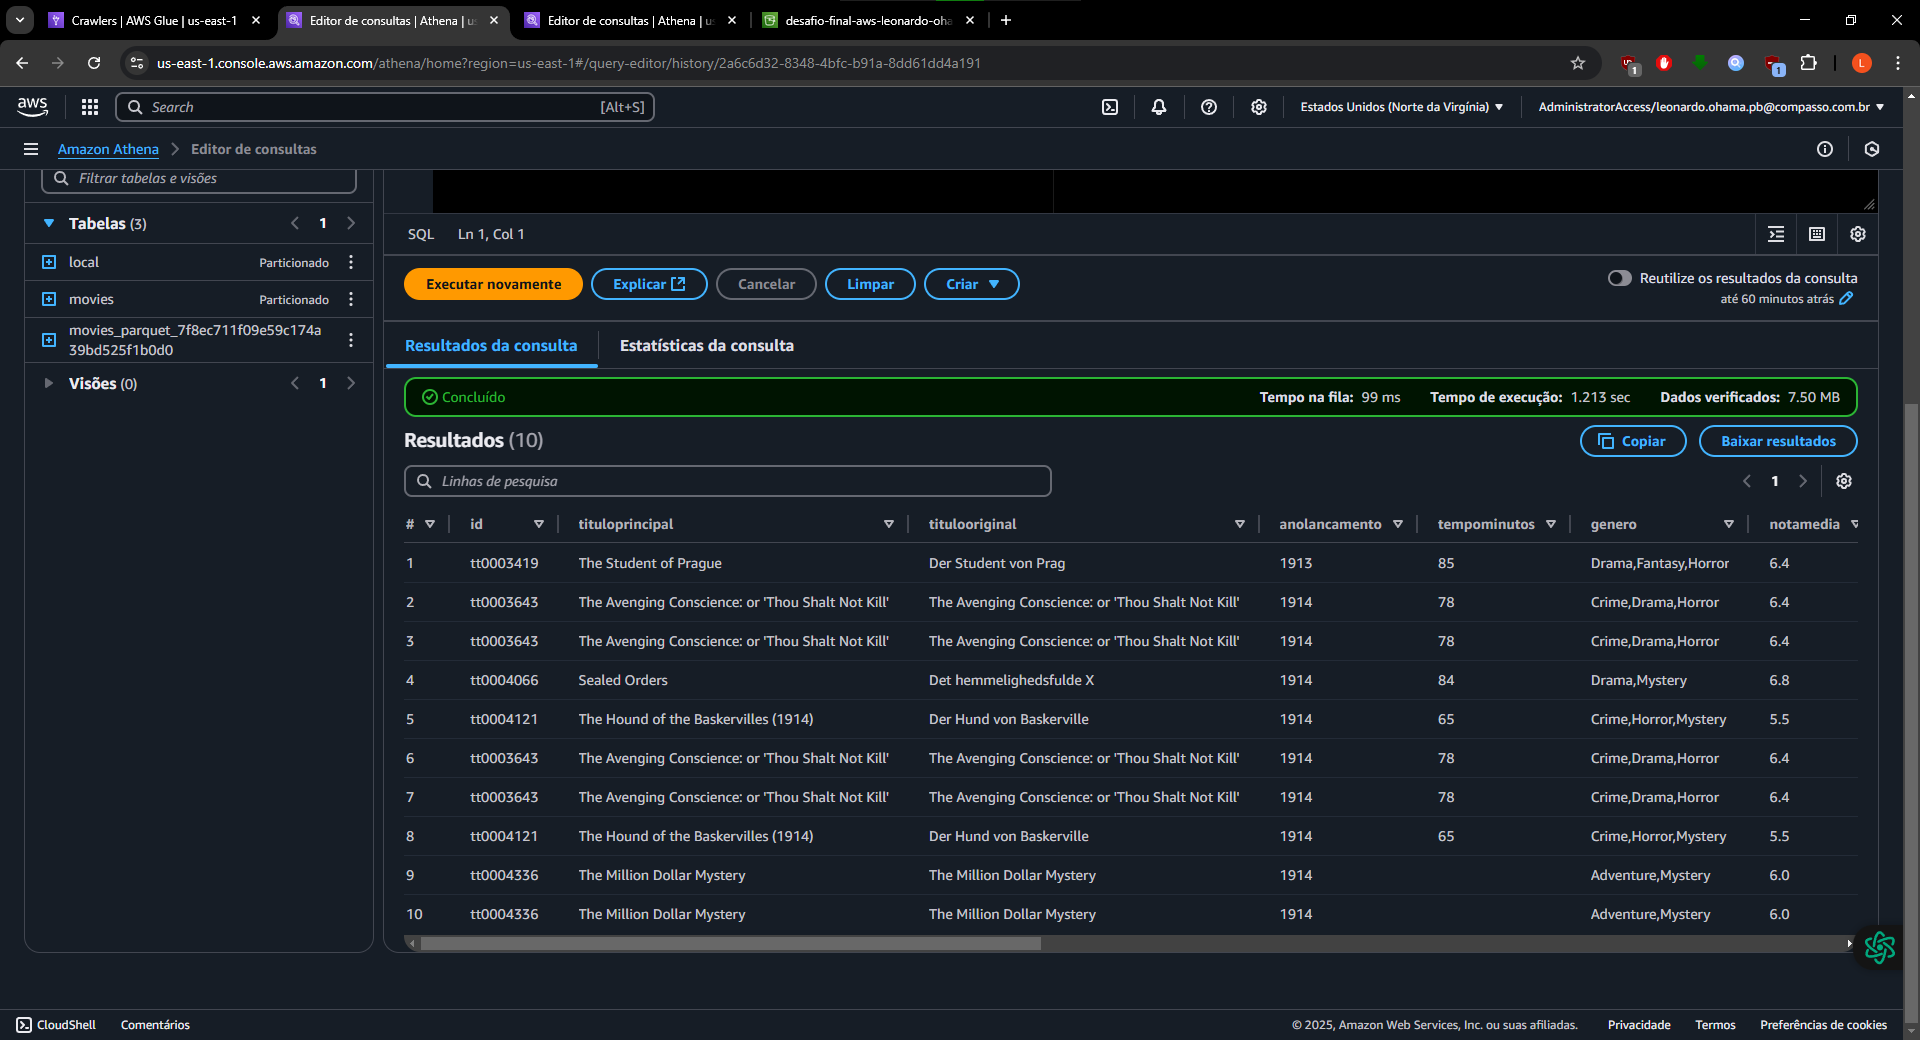 Crawlers | AWS Glue | us-east-1
Editor de consultas | Athena | us
Editor de consultas | Athena | us
desafio-final-aws-leonardo-oha
us-east-1.console.aws.amazon.com/athena/home?region=us-east-1#/query-editor/history/2a6c6d32-8348-4bfc-b91a-8dd61dd4a191
1
1
L
aws
Search
[Alt+S]
Estados Unidos (Norte da Virgínia)
AdministratorAccess/leonardo.ohama.pb@compasso.com.br
Amazon Athena
Editor de consultas
Filtrar tabelas e visões
Tabelas (3)
1
local
Particionado
movies
Particionado
movies_parquet_7f8ec711f09e59c174a
39bd525f1b0d0
Visões (0)
1
SQL
Ln 1, Col 1
Executar novamente
Explicar
Cancelar
Limpar
Criar
Reutilize os resultados da consulta
até 60 minutos atrás
Resultados da consulta
Estatísticas da consulta
Concluído
Tempo na fila: 99 ms
Tempo de execução: 1.213 sec
Dados verificados: 7.50 MB
Resultados (10)
Copiar
Baixar resultados
Linhas de pesquisa
1
# id tituloprincipal titulooriginal anolancamento tempominutos genero notamedia
1 tt0003419 The Student of Prague Der Student von Prag 1913 85 Drama,Fantasy,Horror 6.4
2 tt0003643 The Avenging Conscience: or 'Thou Shalt Not Kill' The Avenging Conscience: or 'Thou Shalt Not Kill' 1914 78 Crime,Drama,Horror 6.4
3 tt0003643 The Avenging Conscience: or 'Thou Shalt Not Kill' The Avenging Conscience: or 'Thou Shalt Not Kill' 1914 78 Crime,Drama,Horror 6.4
4 tt0004066 Sealed Orders Det hemmelighedsfulde X 1914 84 Drama,Mystery 6.8
5 tt0004121 The Hound of the Baskervilles (1914) Der Hund von Baskerville 1914 65 Crime,Horror,Mystery 5.5
6 tt0003643 The Avenging Conscience: or 'Thou Shalt Not Kill' The Avenging Conscience: or 'Thou Shalt Not Kill' 1914 78 Crime,Drama,Horror 6.4
7 tt0003643 The Avenging Conscience: or 'Thou Shalt Not Kill' The Avenging Conscience: or 'Thou Shalt Not Kill' 1914 78 Crime,Drama,Horror 6.4
8 tt0004121 The Hound of the Baskervilles (1914) Der Hund von Baskerville 1914 65 Crime,Horror,Mystery 5.5
9 tt0004336 The Million Dollar Mystery The Million Dollar Mystery 1914 Adventure,Mystery 6.0
10 tt0004336 The Million Dollar Mystery The Million Dollar Mystery 1914 Adventure,Mystery 6.0
CloudShell
Comentários
© 2025, Amazon Web Services, Inc. ou suas afiliadas.
Privacidade
Termos
Preferências de cookies